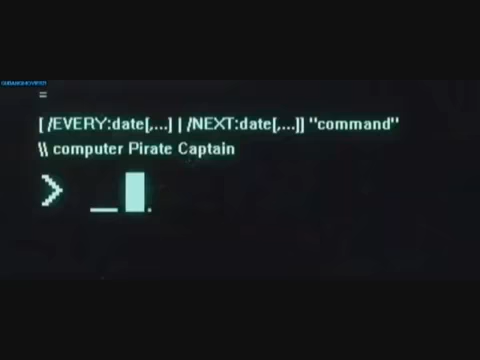 =
[ /EVERY:date[,...] | /NEXT:date[,...]] "command"
\\ computer Pirate Captain
> _ .